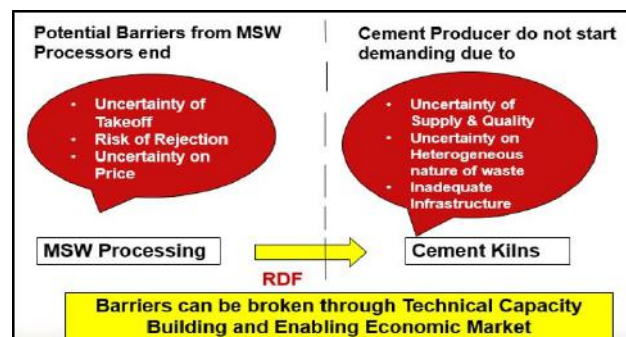 Potential Barriers from MSW
Processors end
• Uncertainty of
Takeoff
• Risk of Rejection
• Uncertainty on
Price
MSW Processing
Cement Producer do not start
demanding due to
• Uncertainty of
Supply & Quality
• Uncertainty on
Heterogeneous
nature of waste
• Inadequate
Infrastructure
Cement Kilns
RDF
Barriers can be broken through Technical Capacity
Building and Enabling Economic Market